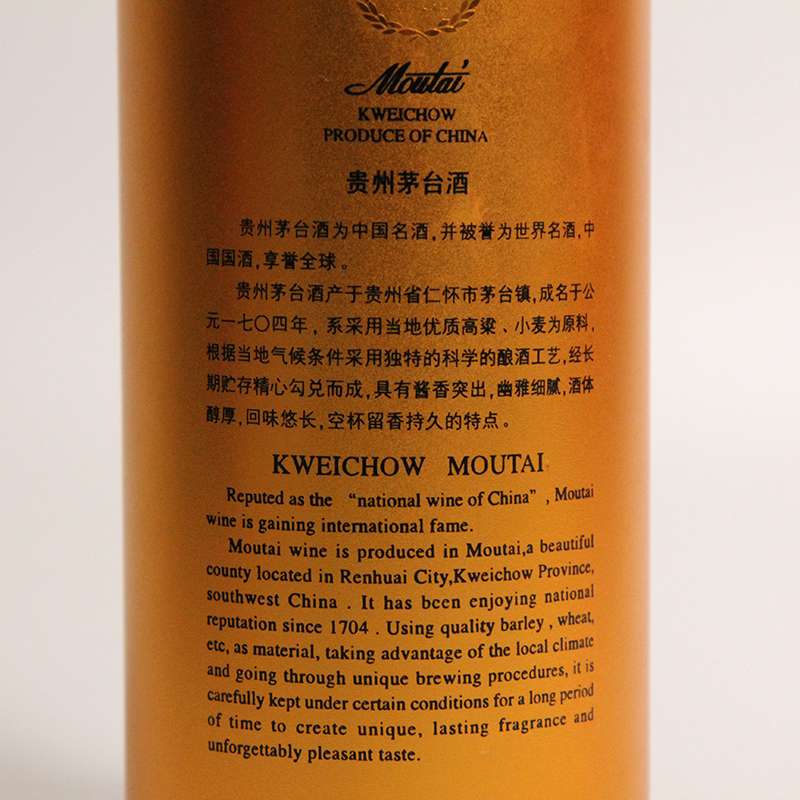 Moutai
KWEICHOW
PRODUCE OF CHINA
贵州茅台酒
贵州茅台酒为中国名酒,并被誉为世界名酒,中
国国酒,享誉全球。
贵州茅台酒产于贵州省仁怀市茅台镇,成名于公
元一七〇四年，系采用当地优质高粱、小麦为原料,
根据当地气候条件采用独特的科学的酿酒工艺,经长
期贮存精心勾兑而成,具有酱香突出,幽雅细腻,酒体
醇厚,回味悠长,空杯留香持久的特点。
KWEICHOW MOUTAI
Reputed as the “national wine of China” , Moutai
wine is gaining international fame.
Moutai wine is produced in Moutai,a beautiful
county located in Renhuai City,Kweichow Province,
southwest China . It has been enjoying national
reputation since 1704 . Using quality barley , wheat,
etc, as material, taking advantage of the local climate
and going through unique brewing procedures, it is
carefully kept under certain conditions for a long period
of time to create unique, lasting fragrance and
unforgettably pleasant taste.